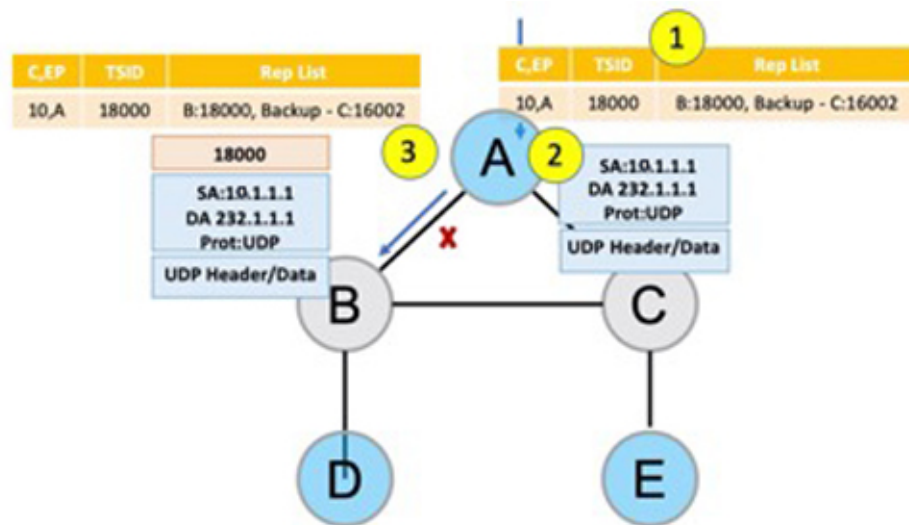 1
C,EP TSID Rep List
10,A 18000 B:18000, Backup - C:16002
C,EP TSID Rep List
10,A 18000 B:18000, Backup - C:16002
3
A
2
18000
SA:10.1.1.1
DA 232.1.1.1
Prot:UDP
UDP Header/Data
SA:10.1.1.1
DA 232.1.1.1
Prot:UDP
UDP Header/Data
X
B
C
D
E